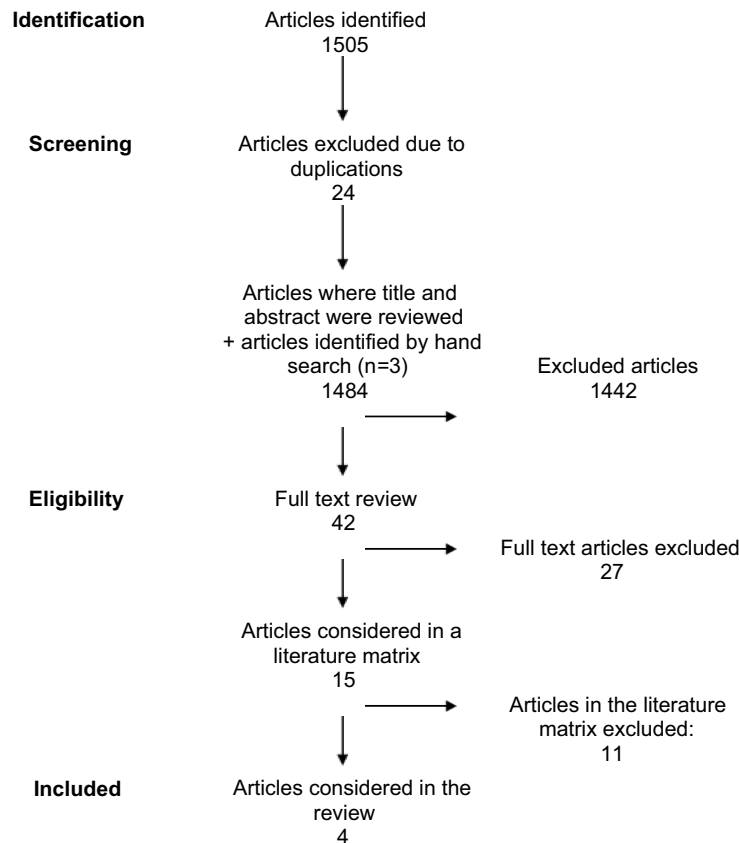 Identification
Articles identified
1505
Screening
Articles excluded due to
duplications
24
Articles where title and
abstract were reviewed
+ articles identified by hand
search (n=3)
1484
Excluded articles
1442
Eligibility
Full text review
42
Full text articles excluded
27
Articles considered in a
literature matrix
15
Articles in the literature
matrix excluded:
11
Included
Articles considered in the
review
4